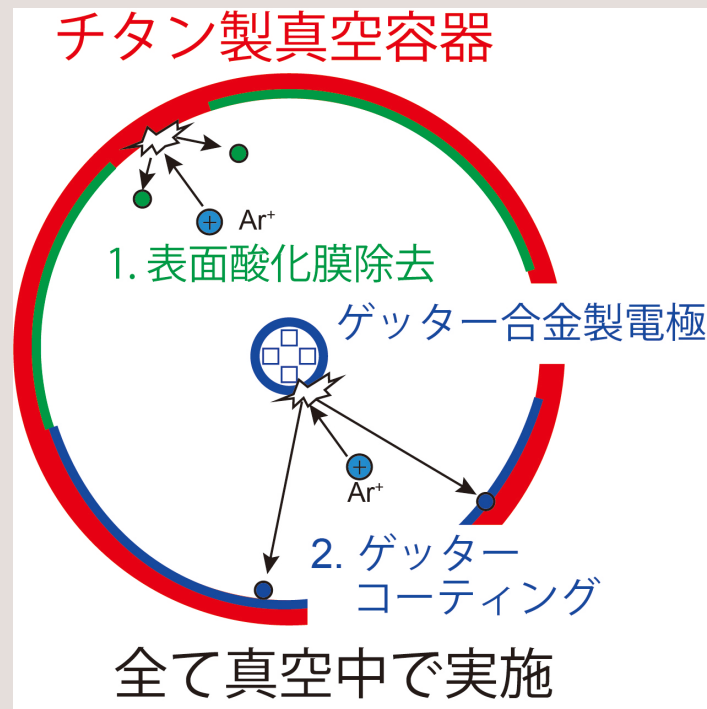 チタン製真空容器
Ar⁺
1. 表面酸化膜除去
ゲッター合金製電極
Ar⁺
2. ゲッター
コーティング
全て真空中で実施